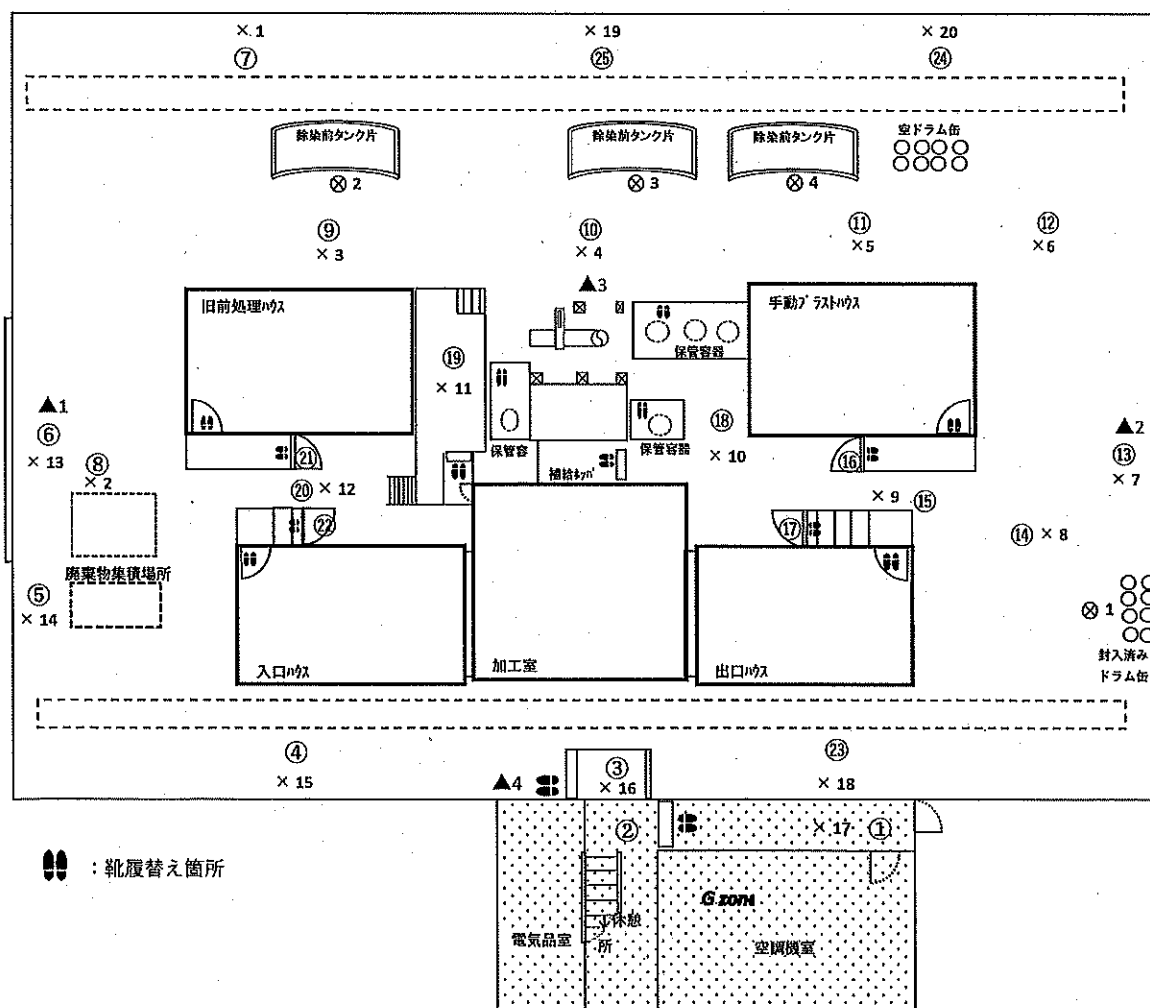 × 1
× 19
× 20
⑦
㉕
㉔
除染前タンク片
除染前タンク片
除染前タンク片
空ドラム缶
⊗ 2
⊗ 3
⊗ 4
⑨
⑩
⑪
⑫
× 3
× 4
× 5
× 6
▲3
旧前処理ハウス
手動ブラストハウス
保管容器
⑲
× 11
▲1
⑥
× 13
⑧
× 2
⑱
× 10
▲2
⑬
× 7
保管容
保管容器
補給ホッパ
㉑
⑯
⑳
× 12
㉒
× 9
⑮
⑰
⑭ × 8
廃棄物集積場所
⑤
× 14
⊗ 1
封入済み
ドラム缶
入口ハウス
加工室
出口ハウス
④
× 15
▲4
③
× 16
㉓
× 18
②
× 17
①
:靴履替え箇所
G ZONE
電気品室
休憩
所
空調機室